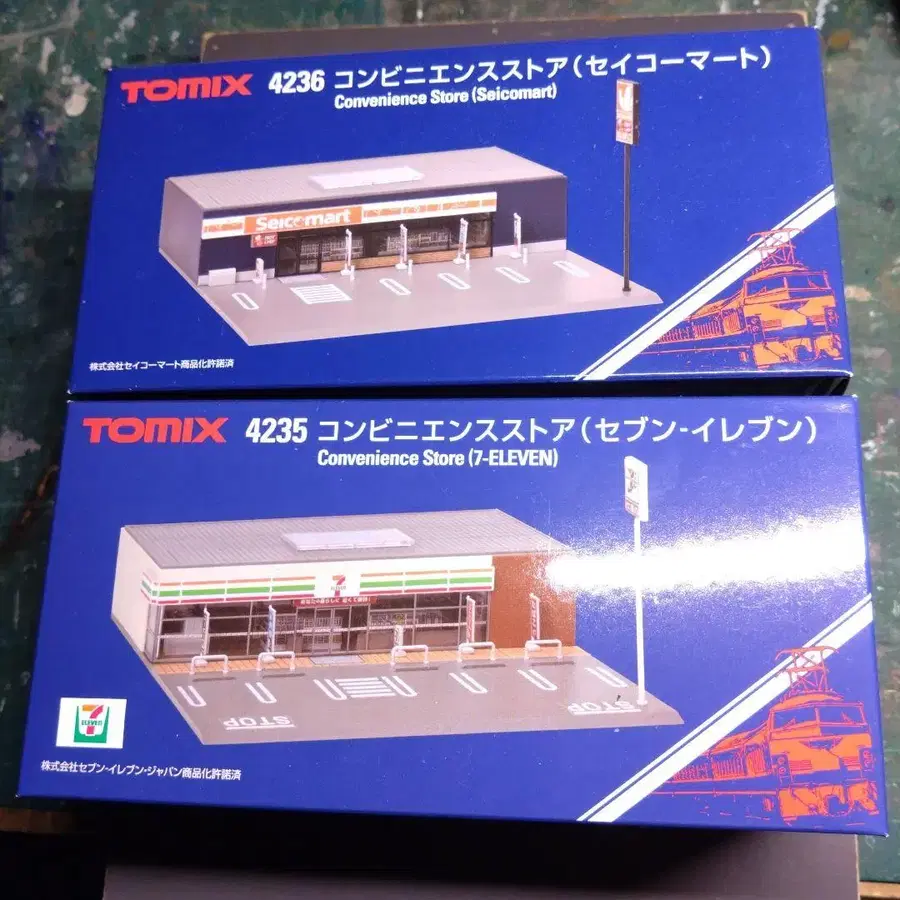 TOMIX 4236 コンビニエンスストア(セイコーマート)
Convenience Store (Seicomart)
Seicomart
株式会社セイコーマート商品化許諾済
TOMIX 4235 コンビニエンスストア(セブン-イレブン)
Convenience Store (7-ELEVEN)
7
STOP
STOP
7 ELEVEN
株式会社セブン-イレブン・ジャパン商品化許諾済